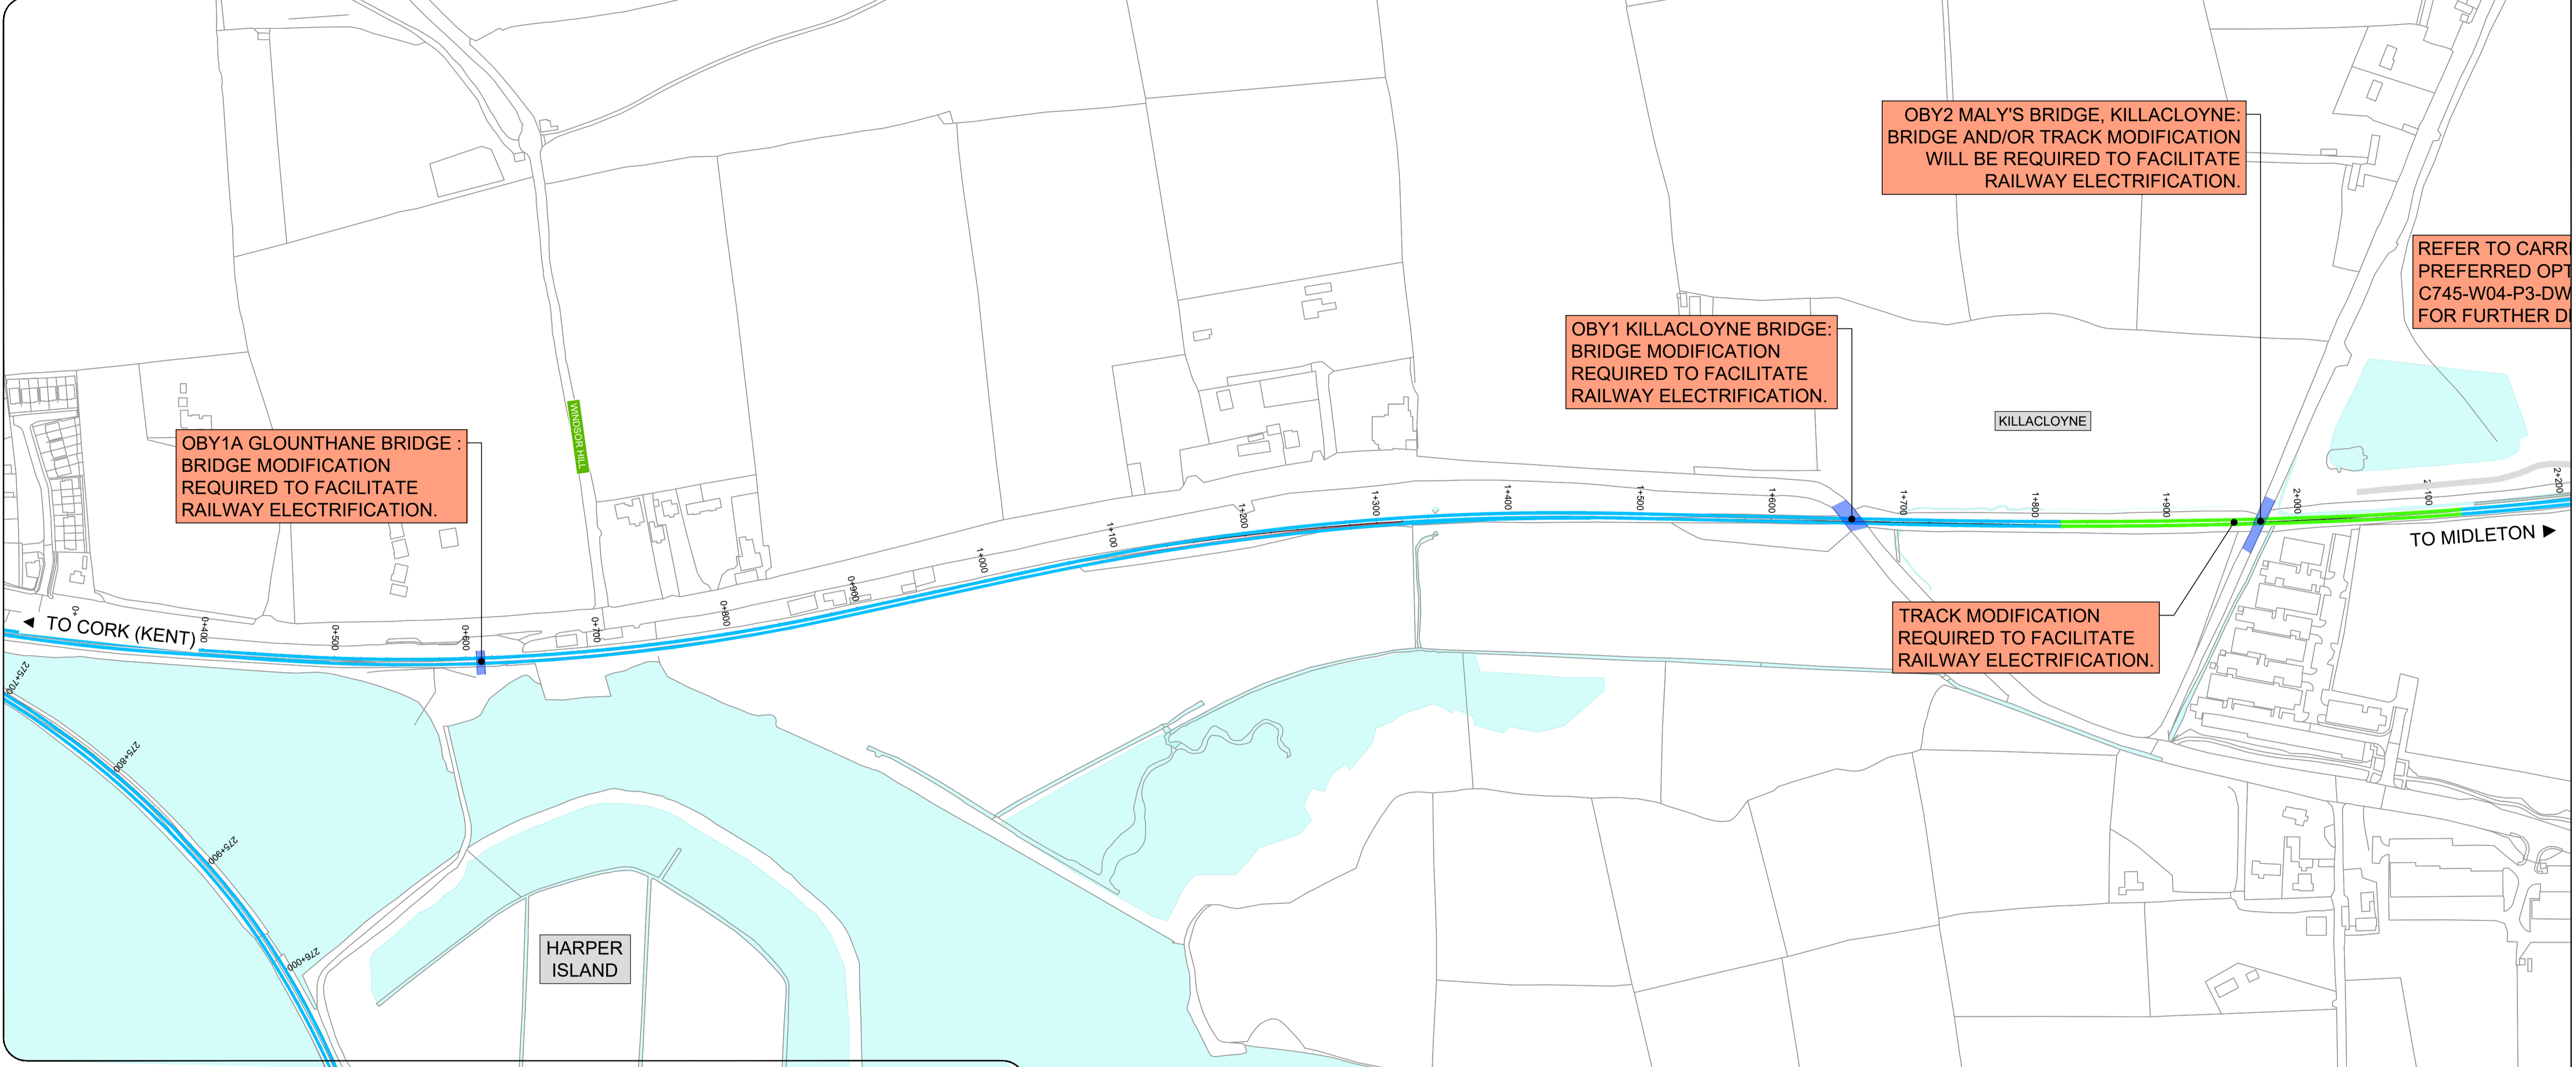 OBY2 MALY'S BRIDGE, KILLACLOYNE:
BRIDGE AND/OR TRACK MODIFICATION
WILL BE REQUIRED TO FACILITATE
RAILWAY ELECTRIFICATION.
REFER TO CARRI
PREFERRED OPT
C745-W04-P3-DW
FOR FURTHER
OBY1 KILLACLOYNE BRIDGE:
BRIDGE MODIFICATION
REQUIRED TO FACILITATE
RAILWAY ELECTRIFICATION.
KILLACLOYNE
WINDSOR HILL
OBY1A GLOUNTHANE BRIDGE :
BRIDGE MODIFICATION
REQUIRED TO FACILITATE
RAILWAY ELECTRIFICATION.
◄ TO CORK (KENT)
0+
0+400
0+500
0+600
0+700
0+800
0+900
1+000
1+100
1+200
1+300
1+400
1+500
1+600
1+700
1+800
1+900
2+000
2+100
2+200
TO MIDLETON ►
TRACK MODIFICATION
REQUIRED TO FACILITATE
RAILWAY ELECTRIFICATION.
275+700
275+800
275+900
276+000
HARPER
ISLAND